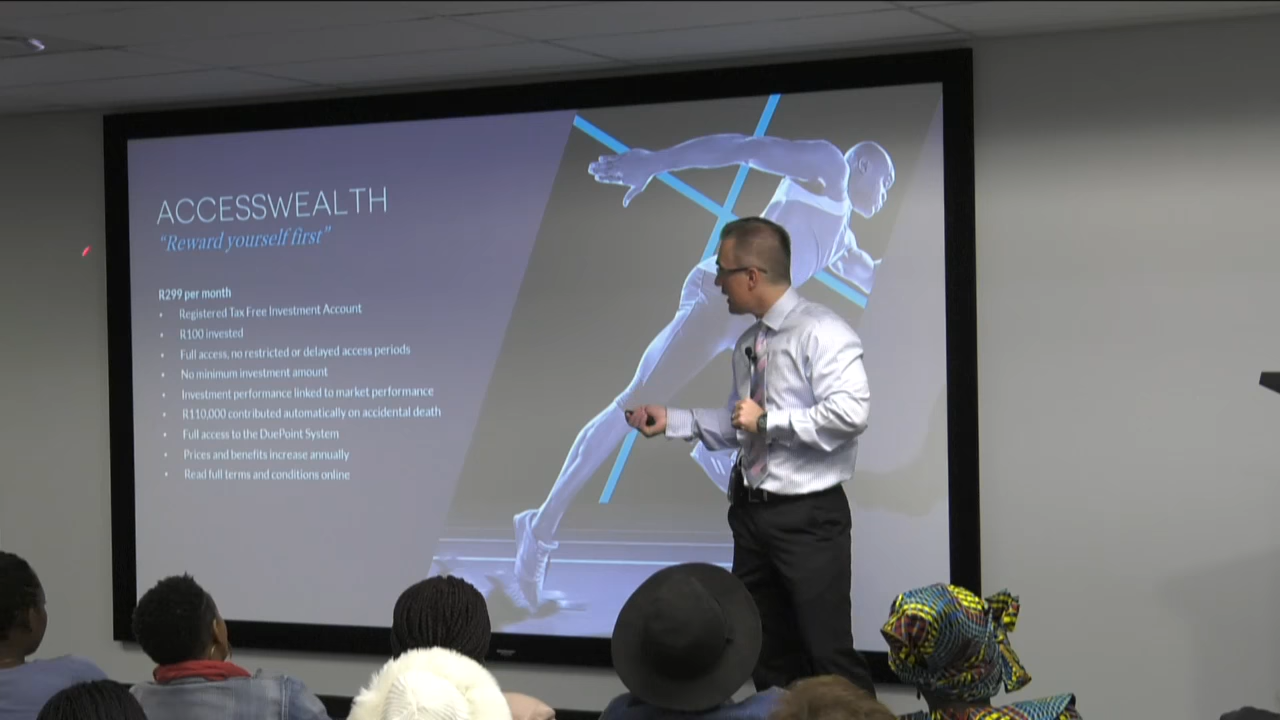 ACCESSWEALTH
“Reward yourself first”
R299 per month
• Registered Tax Free Investment Account
• R100 invested
• Full access, no restricted or delayed access periods
• No minimum investment amount
• Investment performance linked to market performance
• R110,000 contributed automatically on accidental death
• Full access to the DuePoint System
• Prices and benefits increase annually
• Read full terms and conditions online